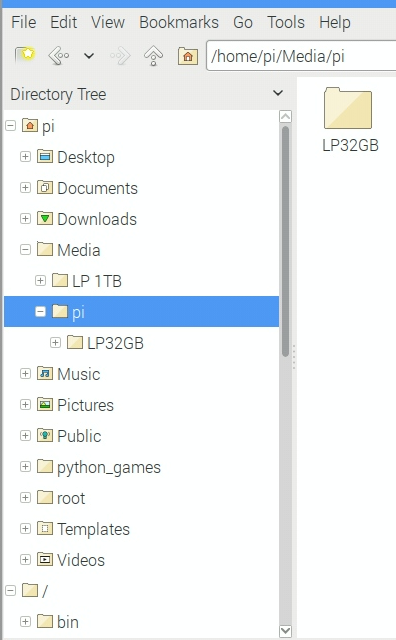 File Edit View Bookmarks Go Tools Help
/home/pi/Media/pi
Directory Tree
pi
Desktop
Documents
Downloads
Media
LP 1TB
pi
LP32GB
Music
Pictures
Public
python_games
root
Templates
Videos
/
bin
LP32GB